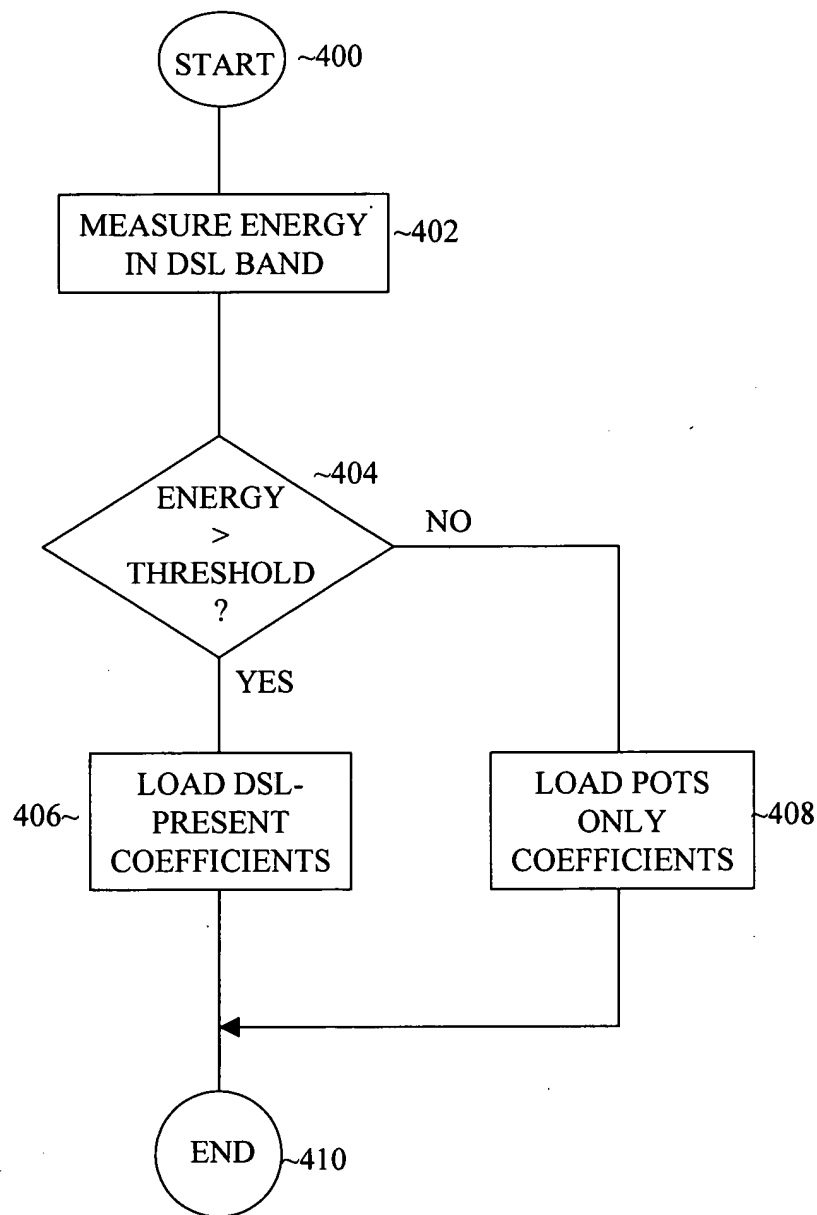 START ~400
MEASURE ENERGY
IN DSL BAND
~402
~404
ENERGY
>
THRESHOLD
?
NO
YES
406~
LOAD DSL-
PRESENT
COEFFICIENTS
LOAD POTS
ONLY
COEFFICIENTS
~408
END ~410